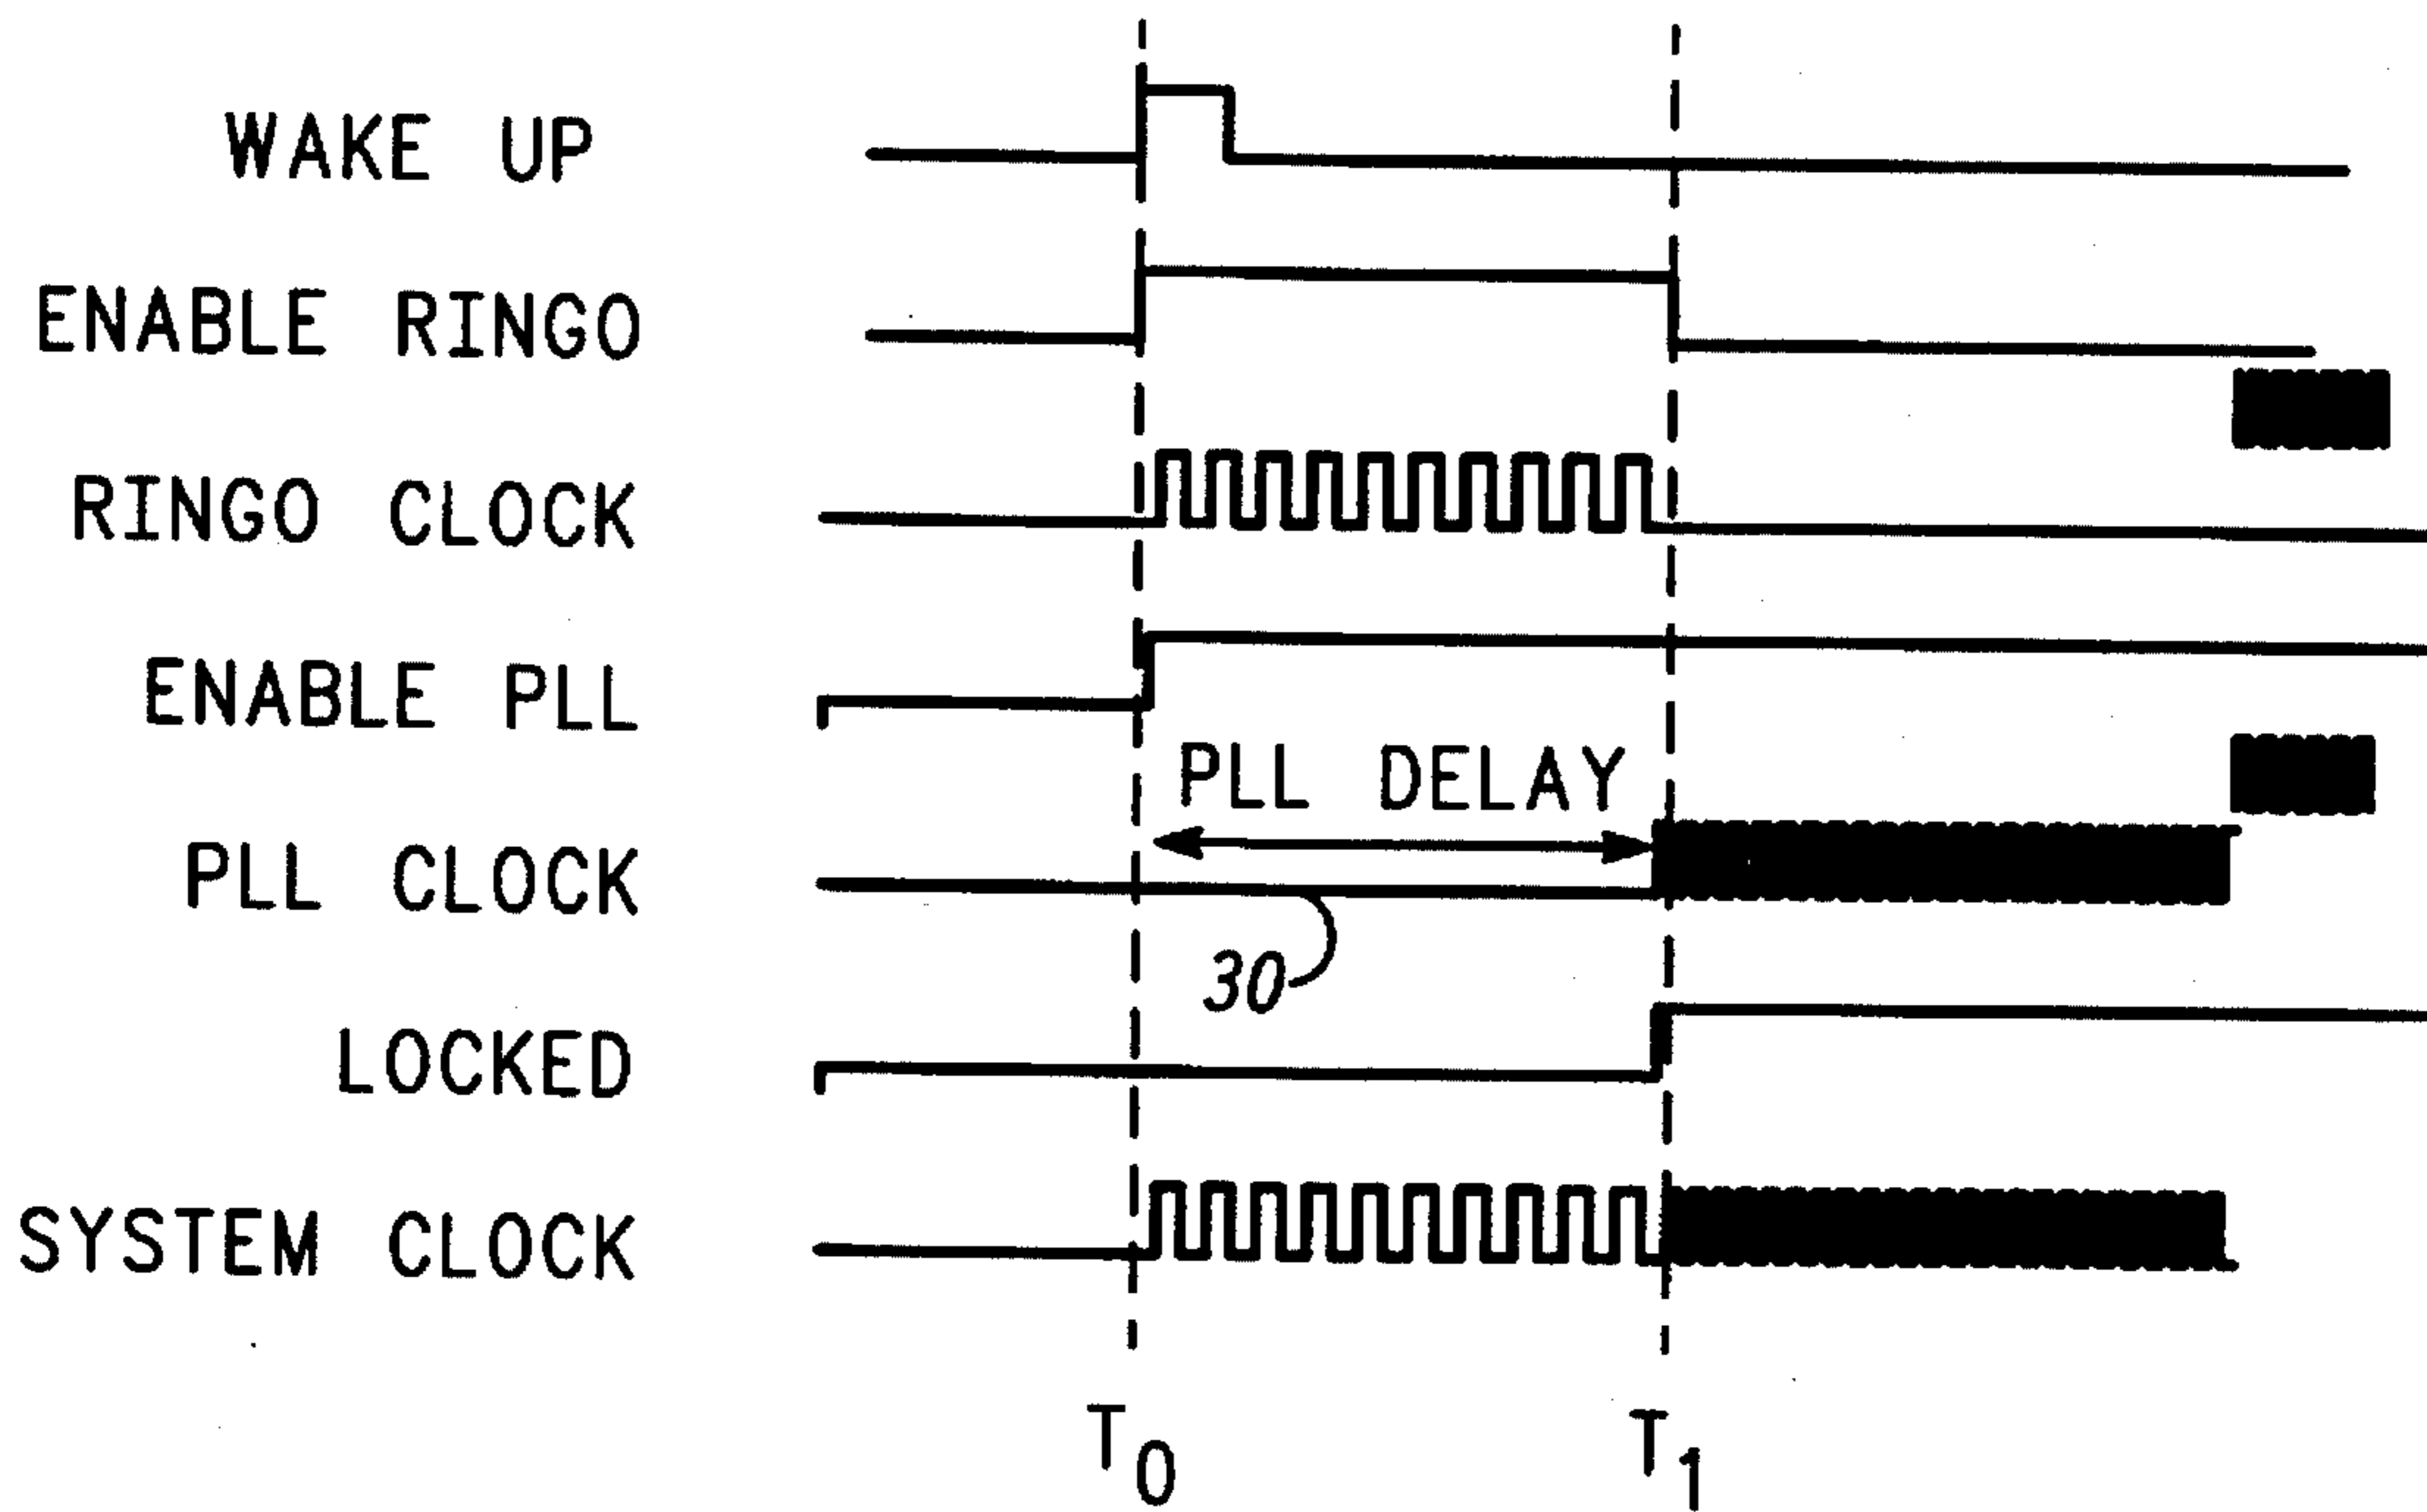 WAKE UP
ENABLE RINGO
RINGO CLOCK
ENABLE PLL
PLL DELAY
PLL CLOCK
30
LOCKED
SYSTEM CLOCK
T0
T1